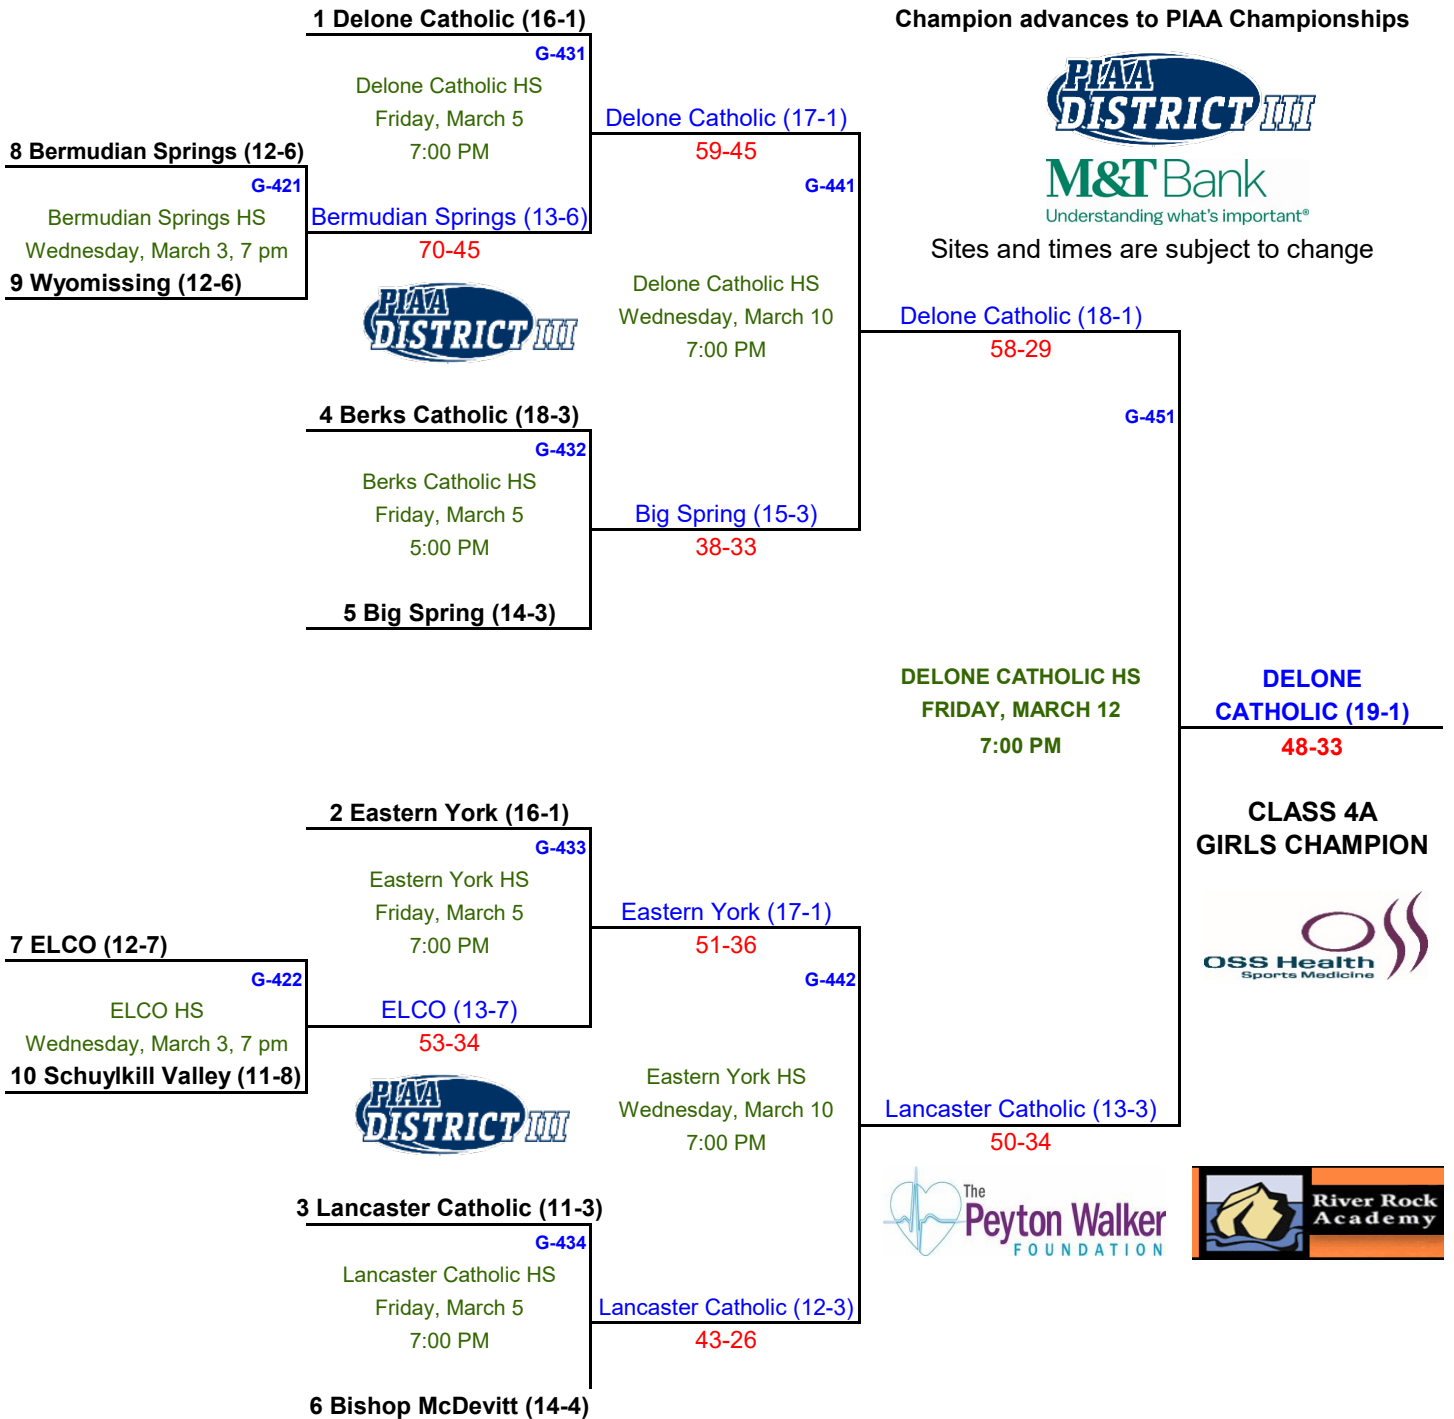 1 Delone Catholic (16-1)
Champion advances to PIAA Championships
G-431
Delone Catholic HS
Friday, March 5
7:00 PM
PIAA
DISTRICT III
Delone Catholic (17-1)
59-45
8 Bermudian Springs (12-6)
G-421
Bermudian Springs HS
Wednesday, March 3, 7 pm
9 Wyomissing (12-6)
Bermudian Springs (13-6)
70-45
G-441
M&T Bank
Understanding what's important®
Sites and times are subject to change
PIAA
DISTRICT III
Delone Catholic HS
Wednesday, March 10
7:00 PM
Delone Catholic (18-1)
58-29
4 Berks Catholic (18-3)
G-432
Berks Catholic HS
Friday, March 5
5:00 PM
5 Big Spring (14-3)
Big Spring (15-3)
38-33
G-451
DELONE CATHOLIC HS
FRIDAY, MARCH 12
7:00 PM
DELONE
CATHOLIC (19-1)
48-33
CLASS 4A
GIRLS CHAMPION
OSS
OSS Health
Sports Medicine
2 Eastern York (16-1)
G-433
Eastern York HS
Friday, March 5
7:00 PM
Eastern York (17-1)
51-36
7 ELCO (12-7)
G-422
ELCO HS
Wednesday, March 3, 7 pm
10 Schuylkill Valley (11-8)
ELCO (13-7)
53-34
G-442
PIAA
DISTRICT III
Eastern York HS
Wednesday, March 10
7:00 PM
Lancaster Catholic (13-3)
50-34
3 Lancaster Catholic (11-3)
G-434
Lancaster Catholic HS
Friday, March 5
7:00 PM
6 Bishop McDevitt (14-4)
Lancaster Catholic (12-3)
43-26
The
Peyton Walker
FOUNDATION
River Rock
Academy